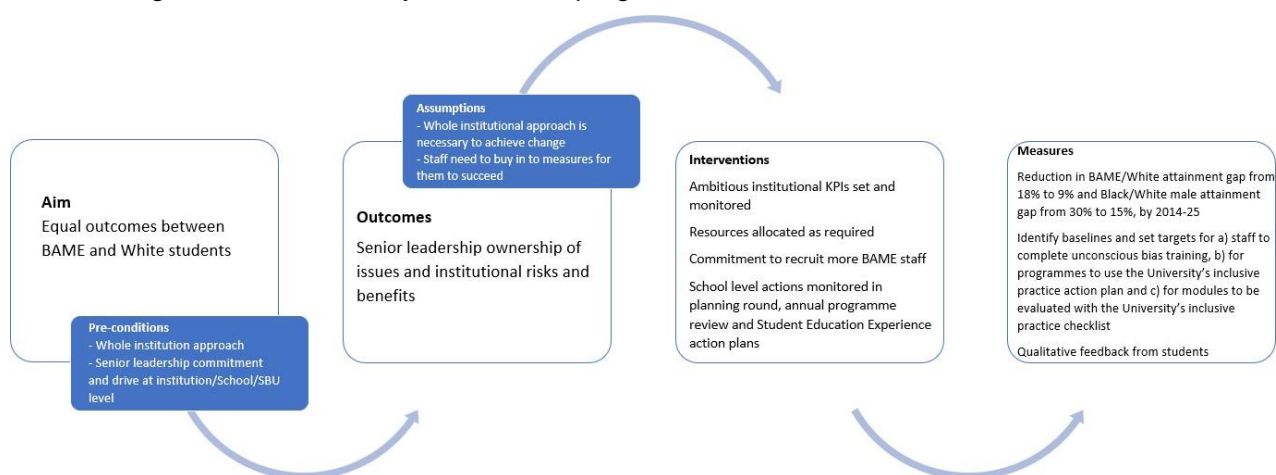 Aim
Equal outcomes between
BAME and White students
Pre-conditions
- Whole institution approach
- Senior leadership commitment
and drive at institution/School/SBU
level
Assumptions
- Whole institutional approach is
necessary to achieve change
- Staff need to buy in to measures for
them to succeed
Outcomes
Senior leadership ownership of
issues and institutional risks and
benefits
Interventions
Ambitious institutional KPIs set and
monitored
Resources allocated as required
Commitment to recruit more BAME staff
School level actions monitored in
planning round, annual programme
review and Student Education Experience
action plans
Measures
Reduction in BAME/White attainment gap from
18% to 9% and Black/White male attainment
gap from 30% to 15%, by 2014-25
Identify baselines and set targets for a) staff to
complete unconscious bias training, b) for
programmes to use the University's inclusive
practice action plan and c) for modules to be
evaluated with the University's inclusive
practice checklist
Qualitative feedback from students